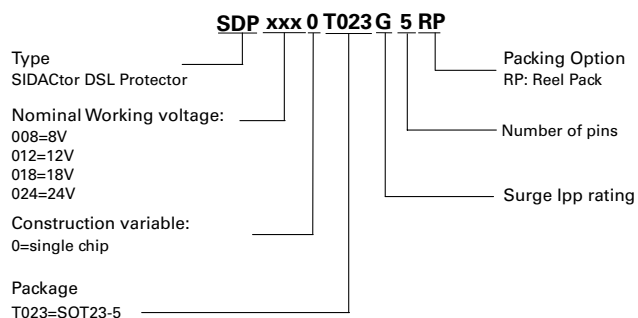 SDP xxx 0 T023 G 5 RP
Type
SIDACtor DSL Protector
Nominal Working voltage:
008=8V
012=12V
018=18V
024=24V
Construction variable:
0=single chip
Package
T023=SOT23-5
Packing Option
RP: Reel Pack
Number of pins
Surge Ipp rating